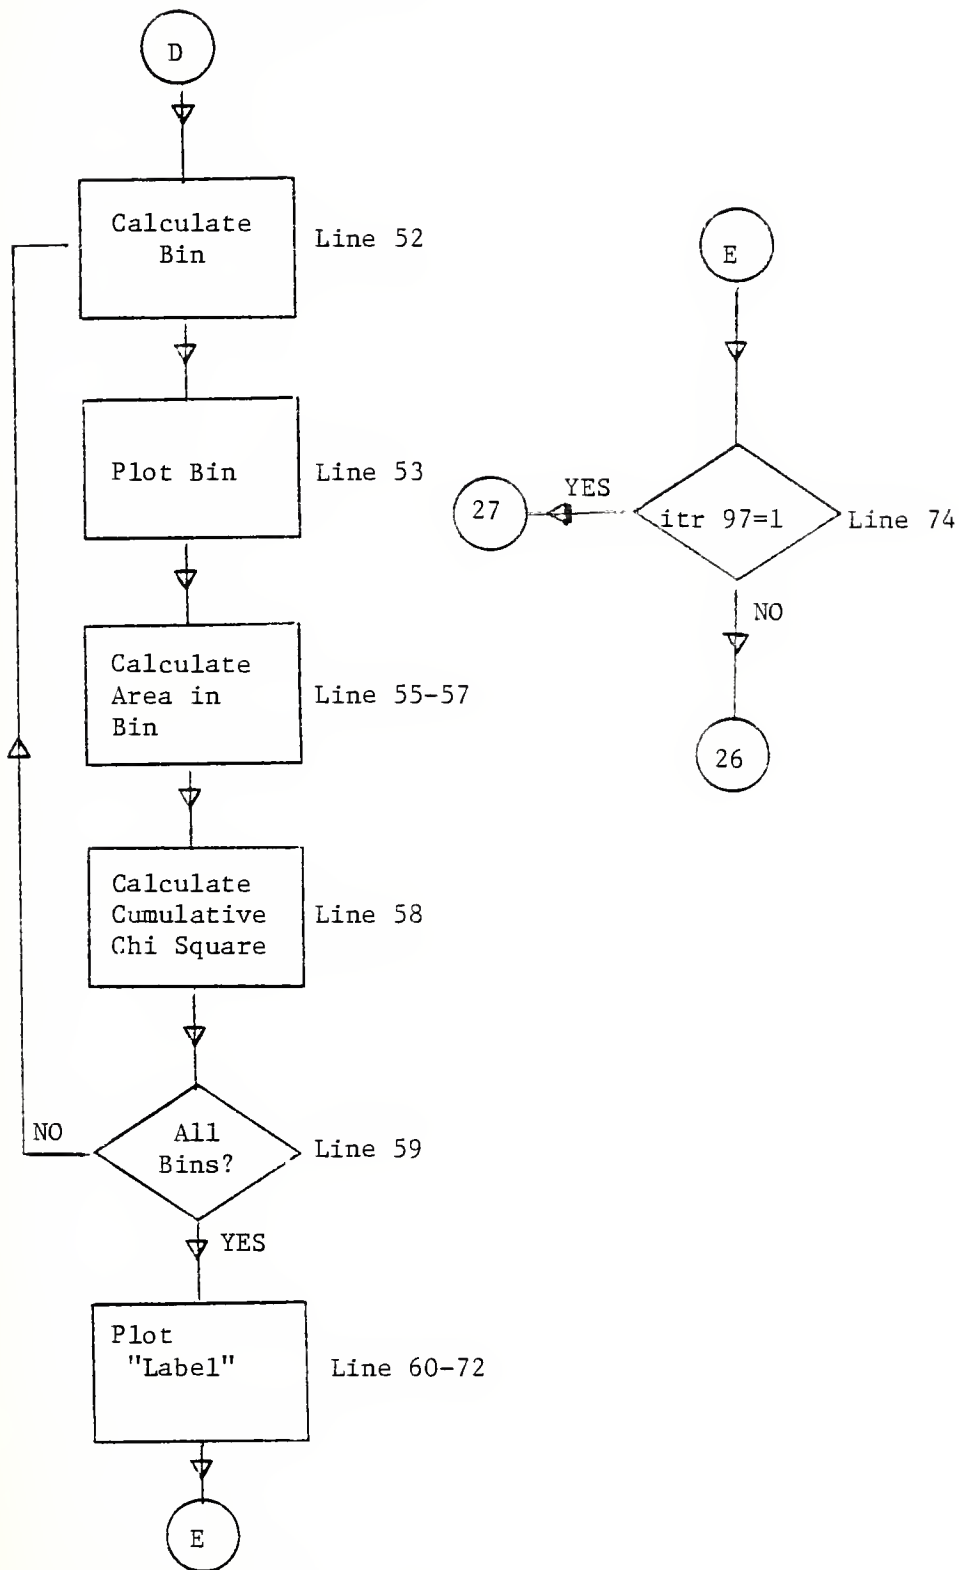 D
Calculate
Bin
Line 52
Plot Bin
Line 53
Calculate
Area in
Bin
Line 55-57
Calculate
Cumulative
Chi Square
Line 58
All
Bins?
Line 59
NO
YES
Plot
"Label"
Line 60-72
E
E
itr 97=1
Line 74
YES
27
NO
26